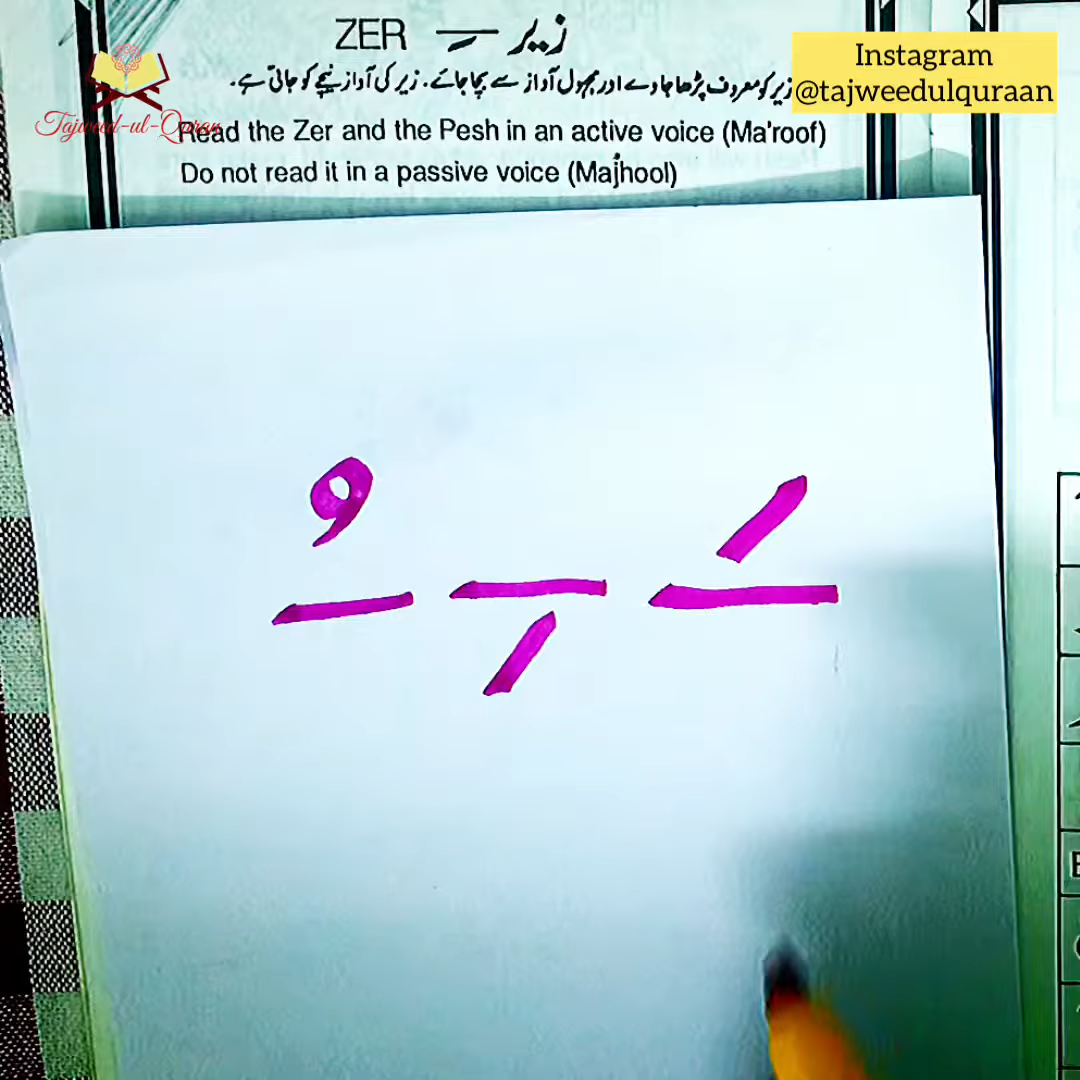 ZER ـِ زیر
زیر کو معروف پڑھا جاوے اور مجہول آواز سے بچا جائے۔ زیر کی آواز نیچے کو جاتی ہے۔
Read the Zer and the Pesh in an active voice (Ma'roof)
Do not read it in a passive voice (Majhool)
Instagram
@tajweedulquraan
Tajweed-ul-Quran
ـَ ـِ ـُ